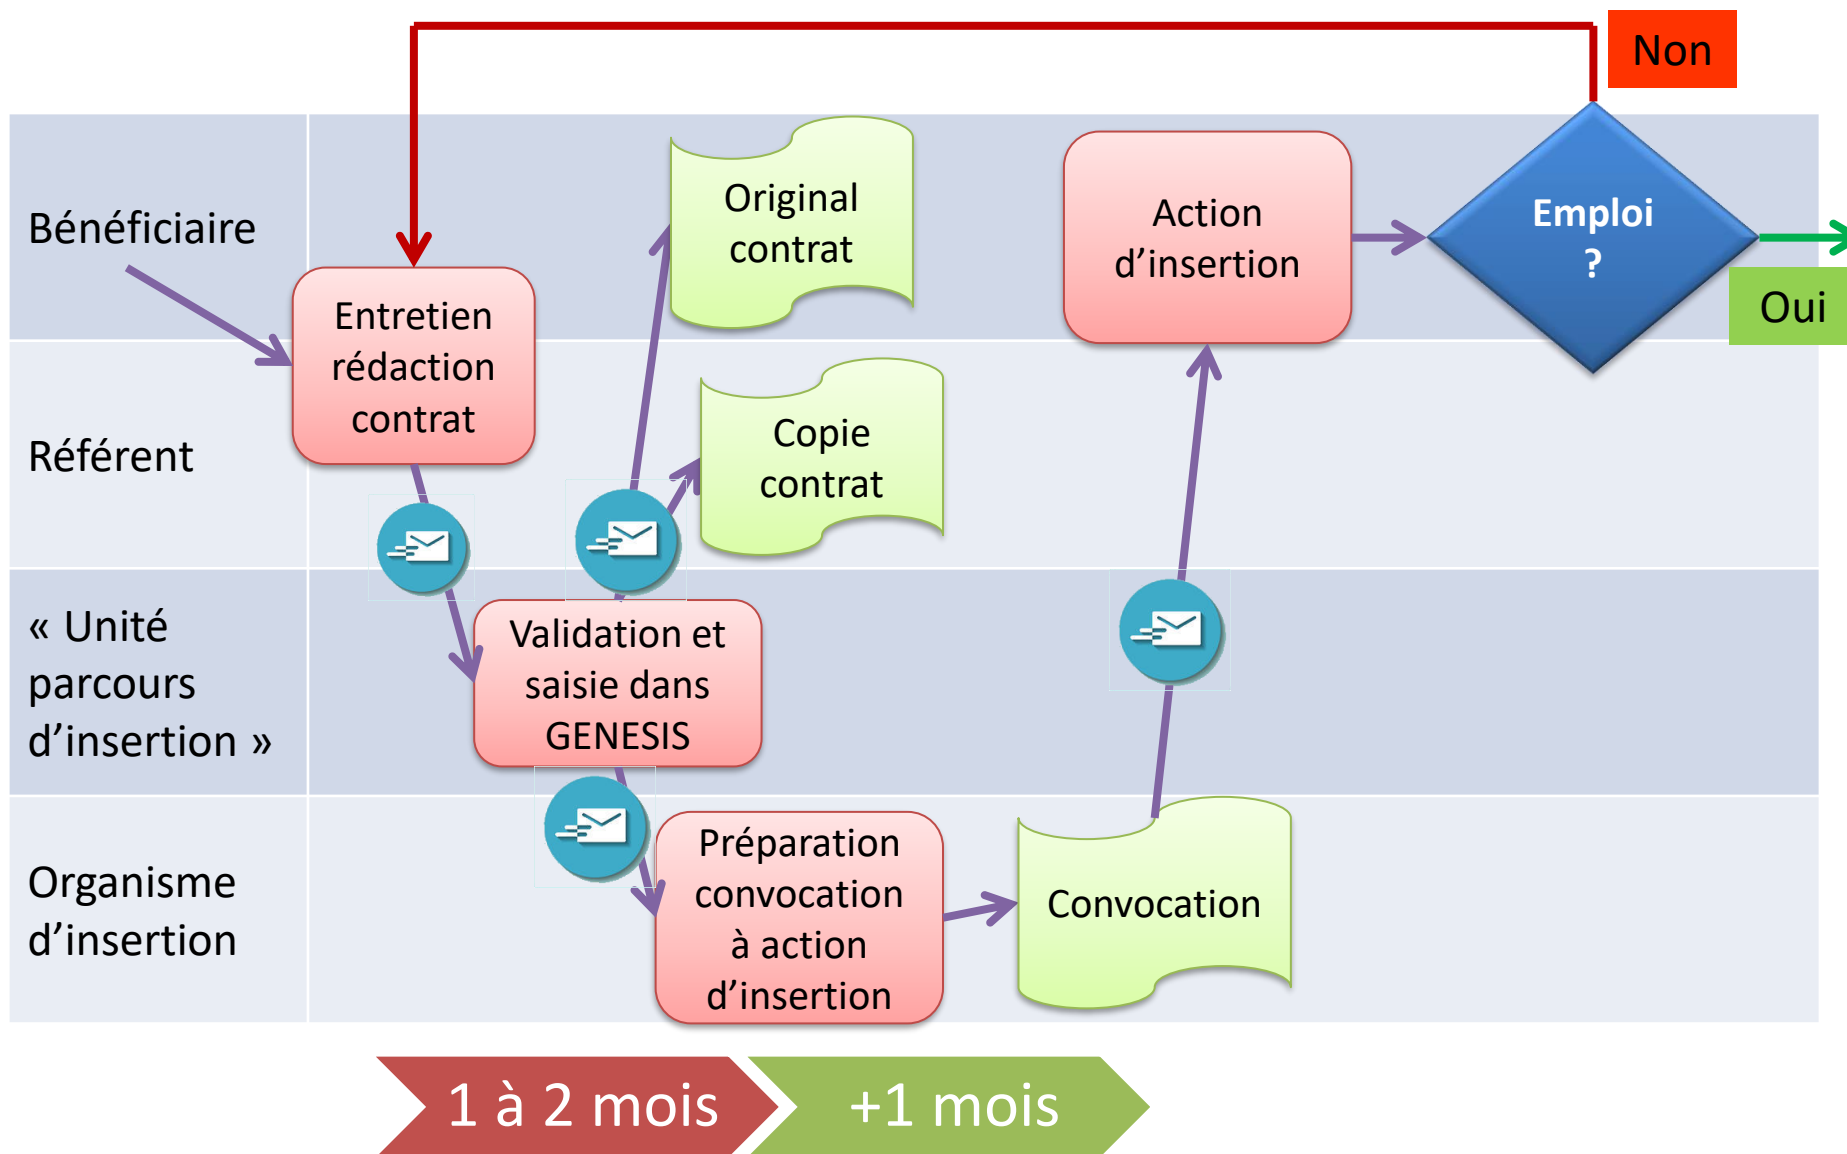 Non
Bénéficiaire
Original
contrat
Action
d’insertion
Emploi
?
Oui
Entretien
rédaction
contrat
Référent
Copie
contrat
« Unité
parcours
d’insertion »
Validation et
saisie dans
GENESIS
Organisme
d’insertion
Préparation
convocation
à action
d’insertion
Convocation
1 à 2 mois
+1 mois